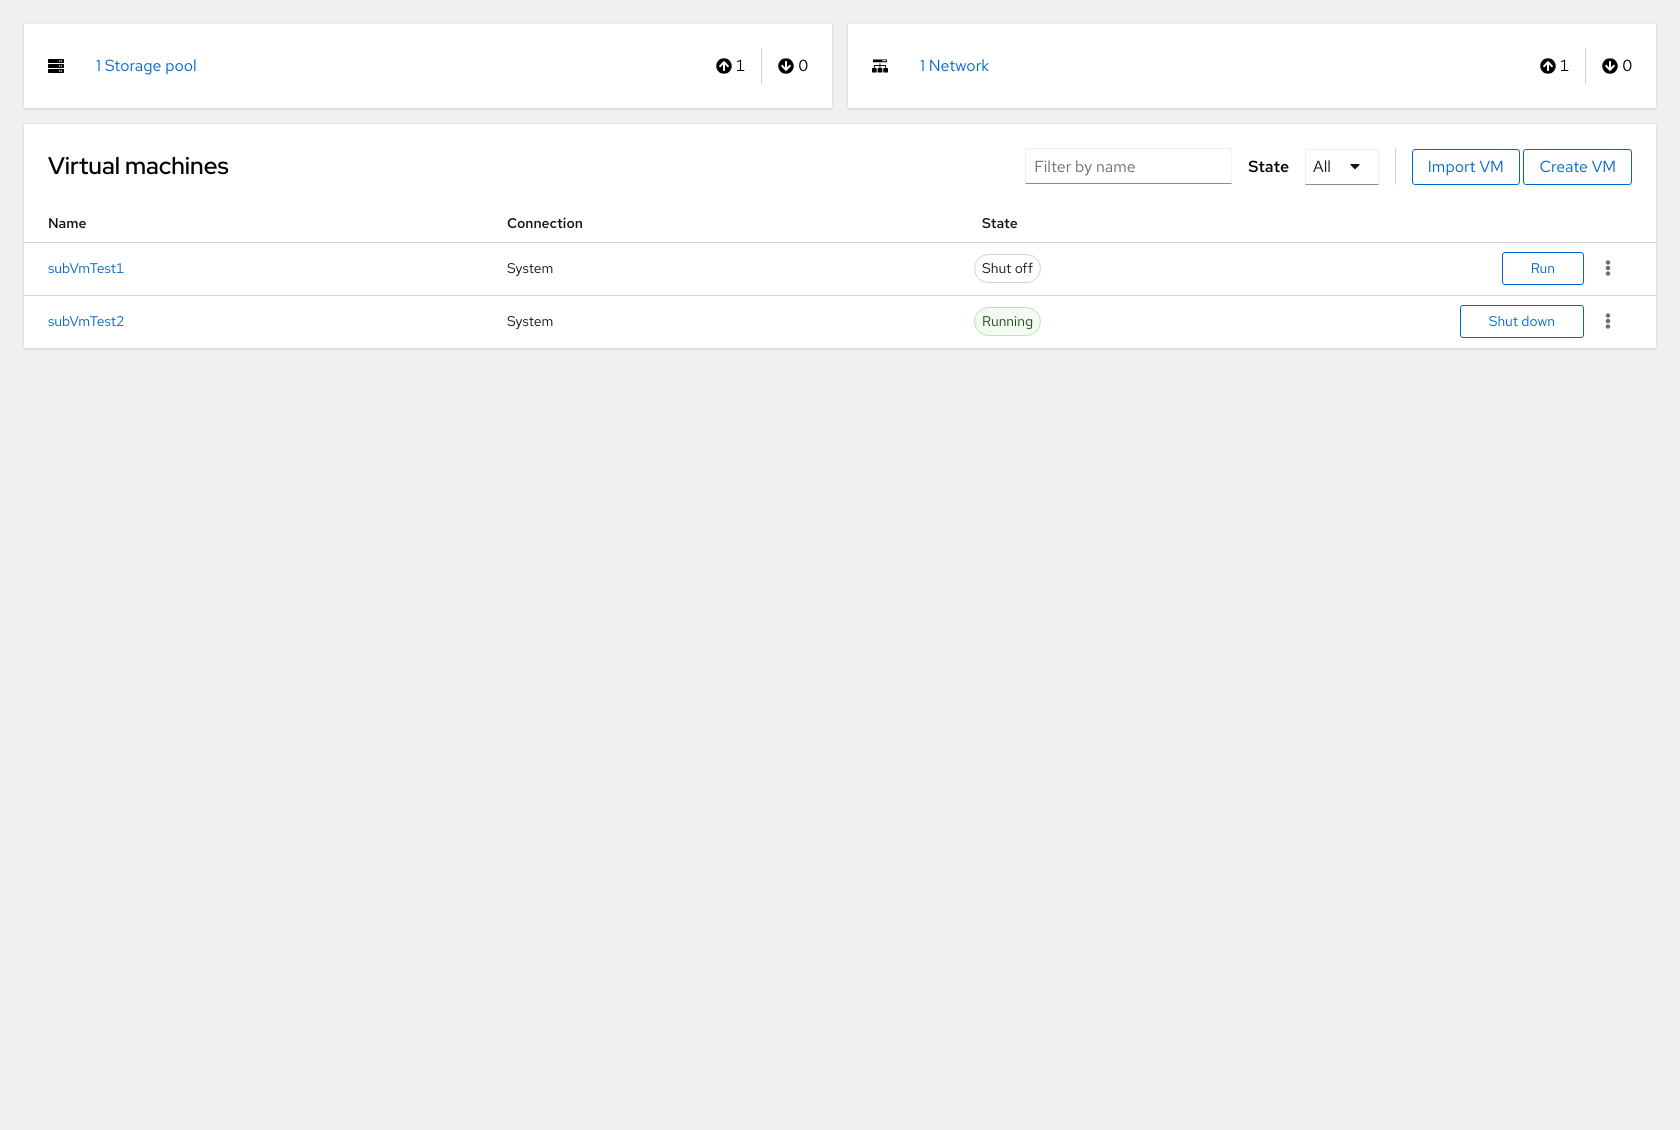 1 Storage pool 1 0 1 Network 1 0
Virtual machines Filter by name State All Import VM Create VM
Name Connection State
subVmTest1 System Shut off Run
subVmTest2 System Running Shut down